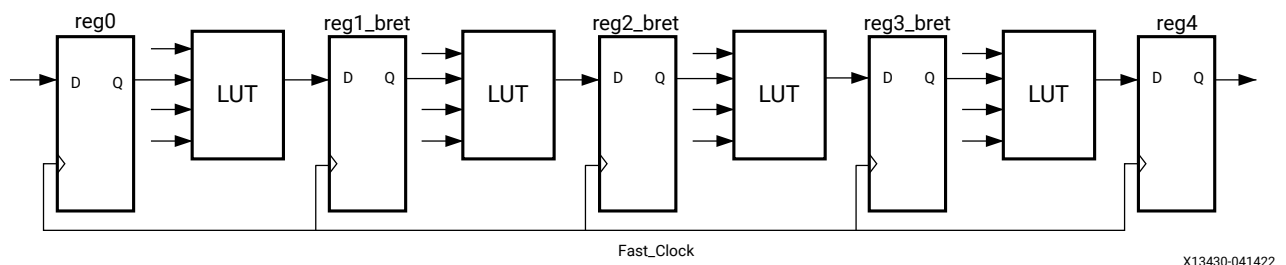 reg0 reg1_bret reg2_bret reg3_bret reg4
D Q LUT D Q LUT D Q LUT D Q LUT D Q
Fast_Clock
X13430-041422